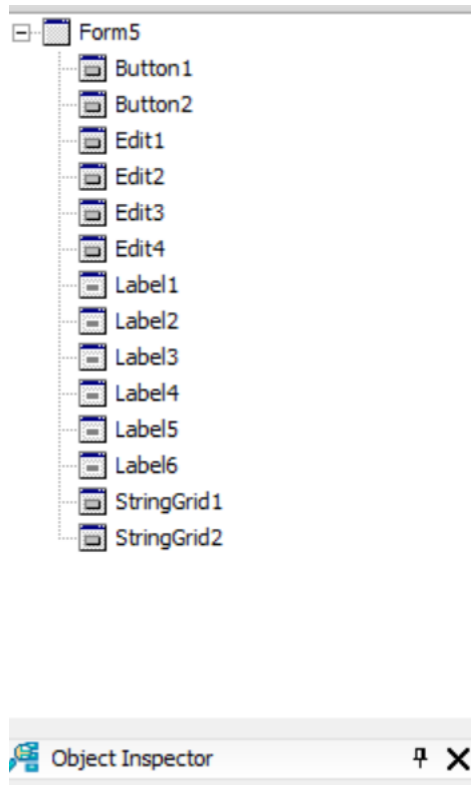 Form5
Button1
Button2
Edit1
Edit2
Edit3
Edit4
Label1
Label2
Label3
Label4
Label5
Label6
StringGrid1
StringGrid2
Object Inspector